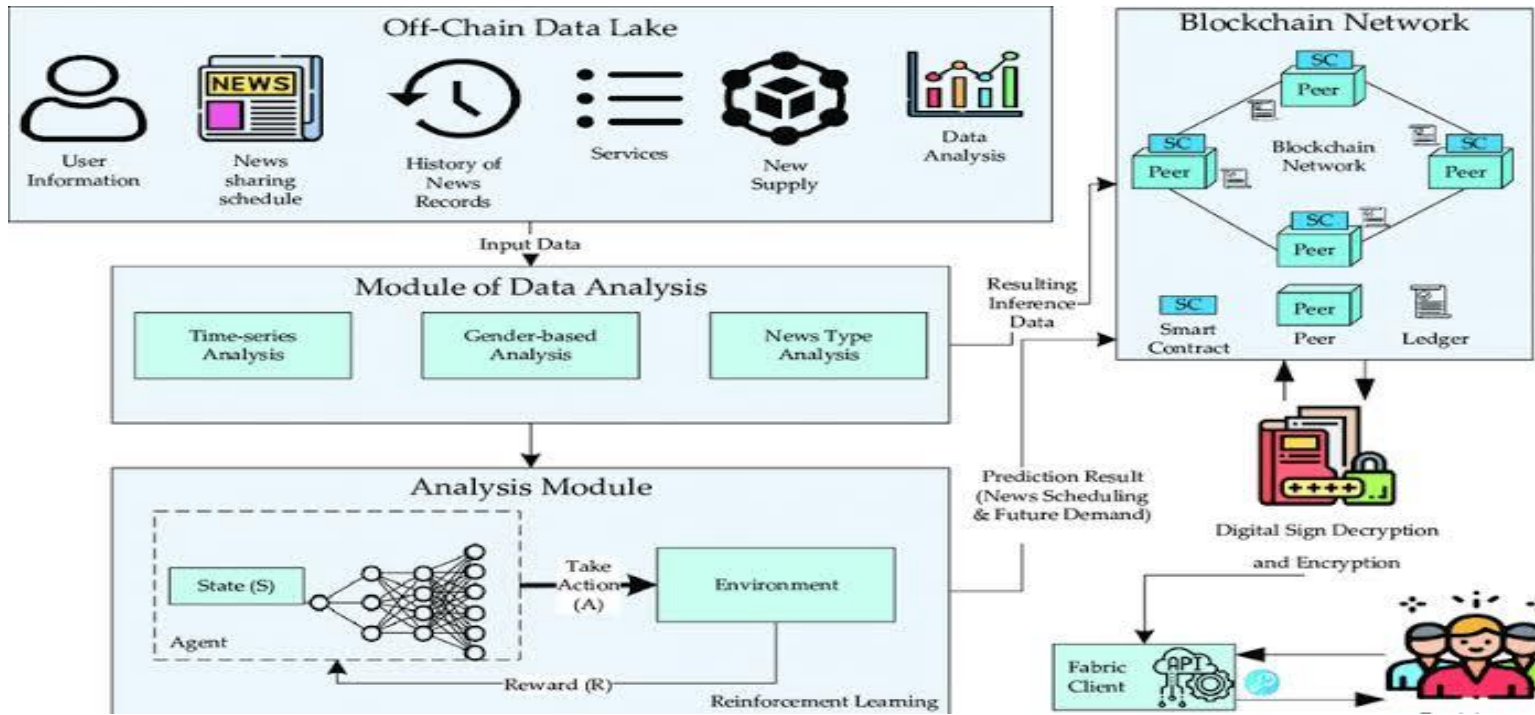 Off-Chain Data Lake
NEWS
User
Information
News
sharing
schedule
History of
News
Records
Services
New
Supply
Data
Analysis
Input Data
Module of Data Analysis
Time-series
Analysis
Gender-based
Analysis
News Type
Analysis
Resulting
Inference
Data
Analysis Module
State (S)
Agent
Take
Action
(A)
Environment
Reward (R)
Reinforcement Learning
Prediction Result
(News Scheduling
& Future Demand)
Blockchain Network
SC
Peer
SC
Peer
Blockchain
Network
SC
Peer
SC
Peer
SC
Smart
Contract
Peer
Ledger
Digital Sign Decryption
and Encryption
Fabric
Client
API